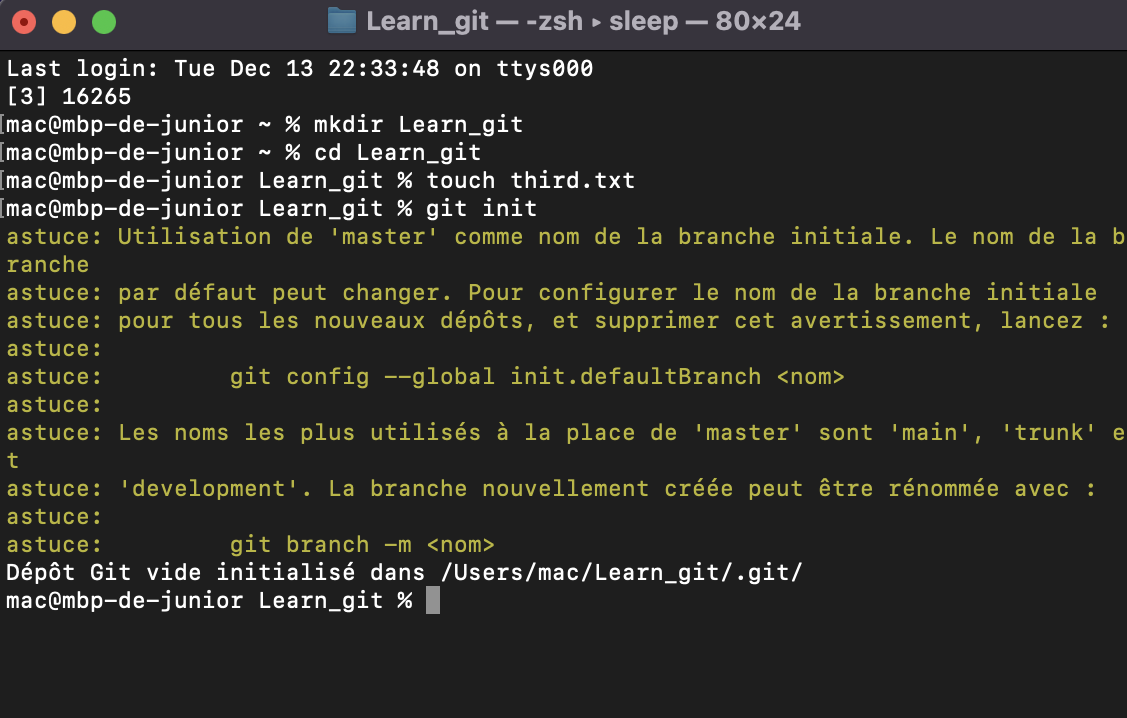 Learn_git — -zsh ▸ sleep — 80×24
Last login: Tue Dec 13 22:33:48 on ttys000
[3] 16265
mac@mbp-de-junior ~ % mkdir Learn_git
mac@mbp-de-junior ~ % cd Learn_git
mac@mbp-de-junior Learn_git % touch third.txt
mac@mbp-de-junior Learn_git % git init
astuce: Utilisation de 'master' comme nom de la branche initiale. Le nom de la b
ranche
astuce: par défaut peut changer. Pour configurer le nom de la branche initiale
astuce: pour tous les nouveaux dépôts, et supprimer cet avertissement, lancez :
astuce:
astuce:         git config --global init.defaultBranch <nom>
astuce:
astuce: Les noms les plus utilisés à la place de 'master' sont 'main', 'trunk' e
t
astuce: 'development'. La branche nouvellement créée peut être rénommée avec :
astuce:
astuce:         git branch -m <nom>
Dépôt Git vide initialisé dans /Users/mac/Learn_git/.git/
mac@mbp-de-junior Learn_git %